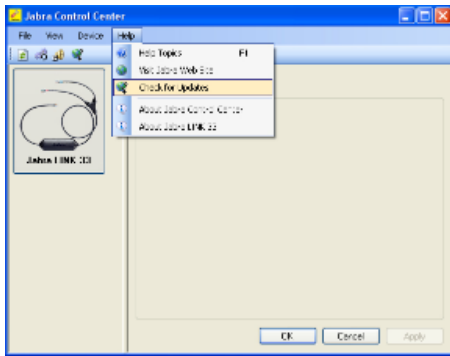 Jabra Control Center
File View Device Help
Help Topics F1
Visit Jabra Web Site
Check for Updates
About Jabra Control Center
About Jabra LINK 33
Jabra LINK 33
OK Cancel Apply